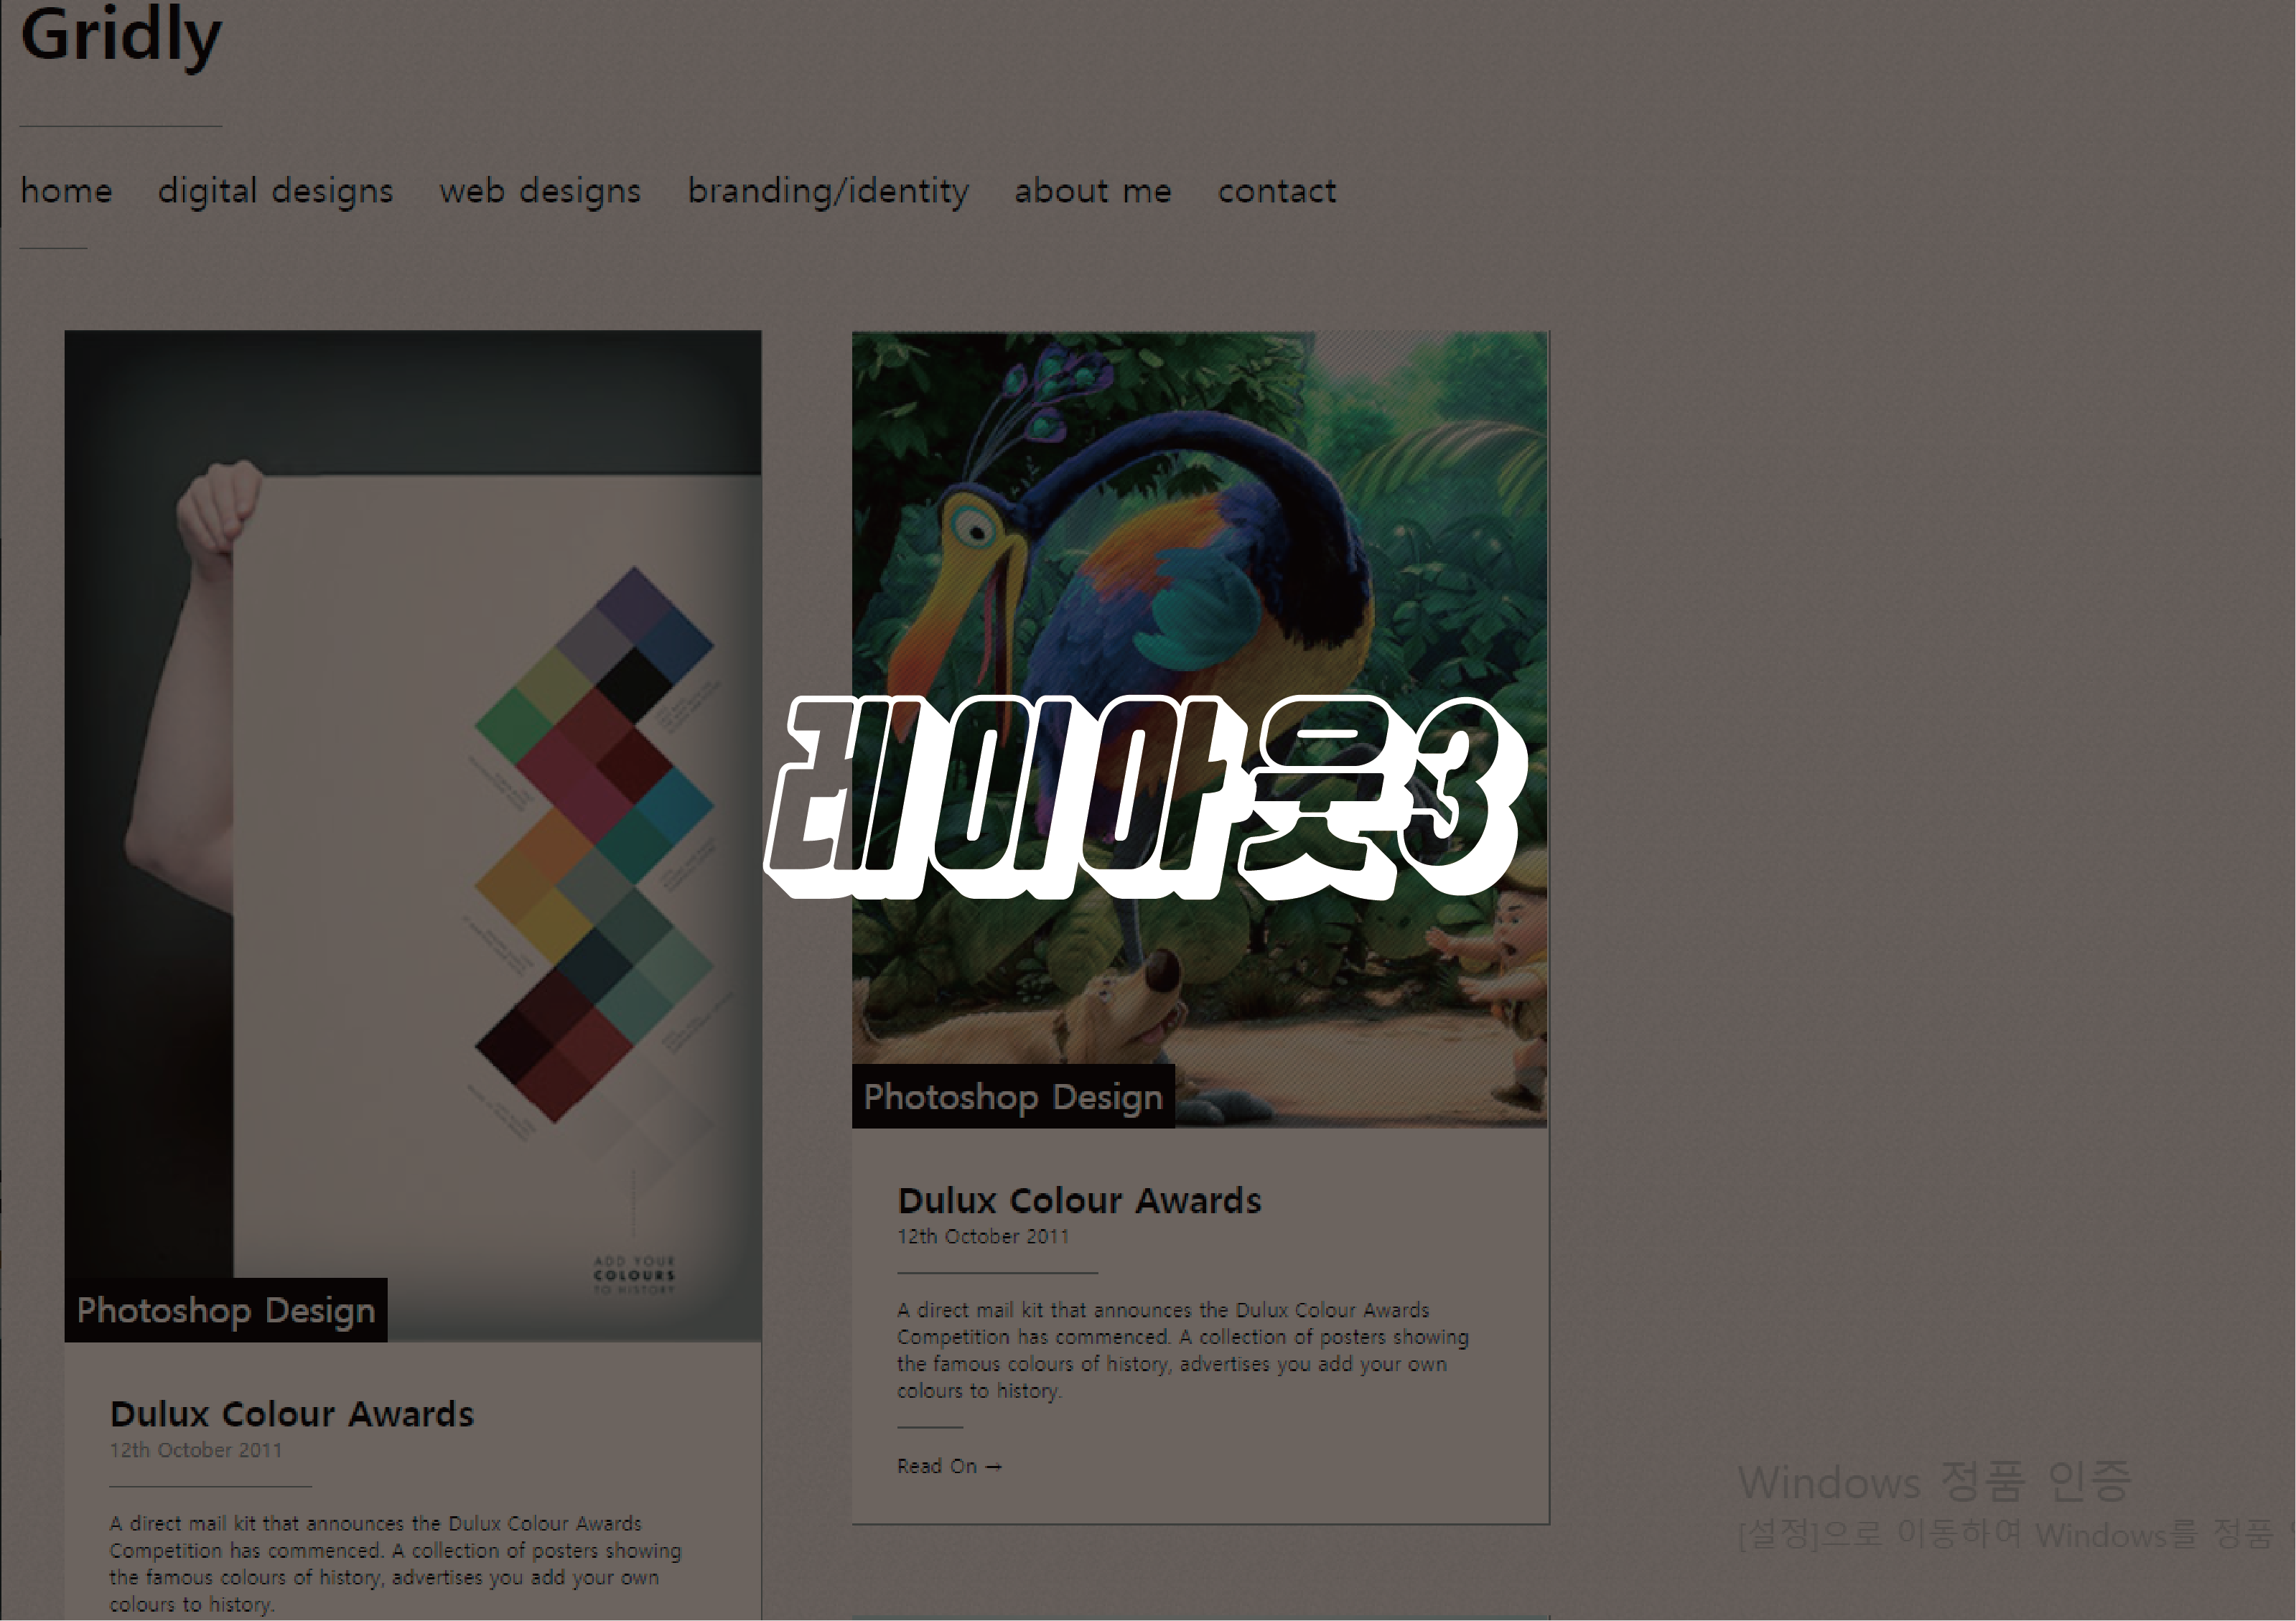 Gridly
home digital designs web designs branding/identity about me contact
ADD YOUR
COLOURS
TO HISTORY
Photoshop Design
Dulux Colour Awards
12th October 2011
A direct mail kit that announces the Dulux Colour Awards
Competition has commenced. A collection of posters showing
the famous colours of history, advertises you add your own
colours to history.
레이아웃3
Photoshop Design
Dulux Colour Awards
12th October 2011
A direct mail kit that announces the Dulux Colour Awards
Competition has commenced. A collection of posters showing
the famous colours of history, advertises you add your own
colours to history.
Read On →
Windows 정품 인증
[설정]으로 이동하여 Windows를 정품